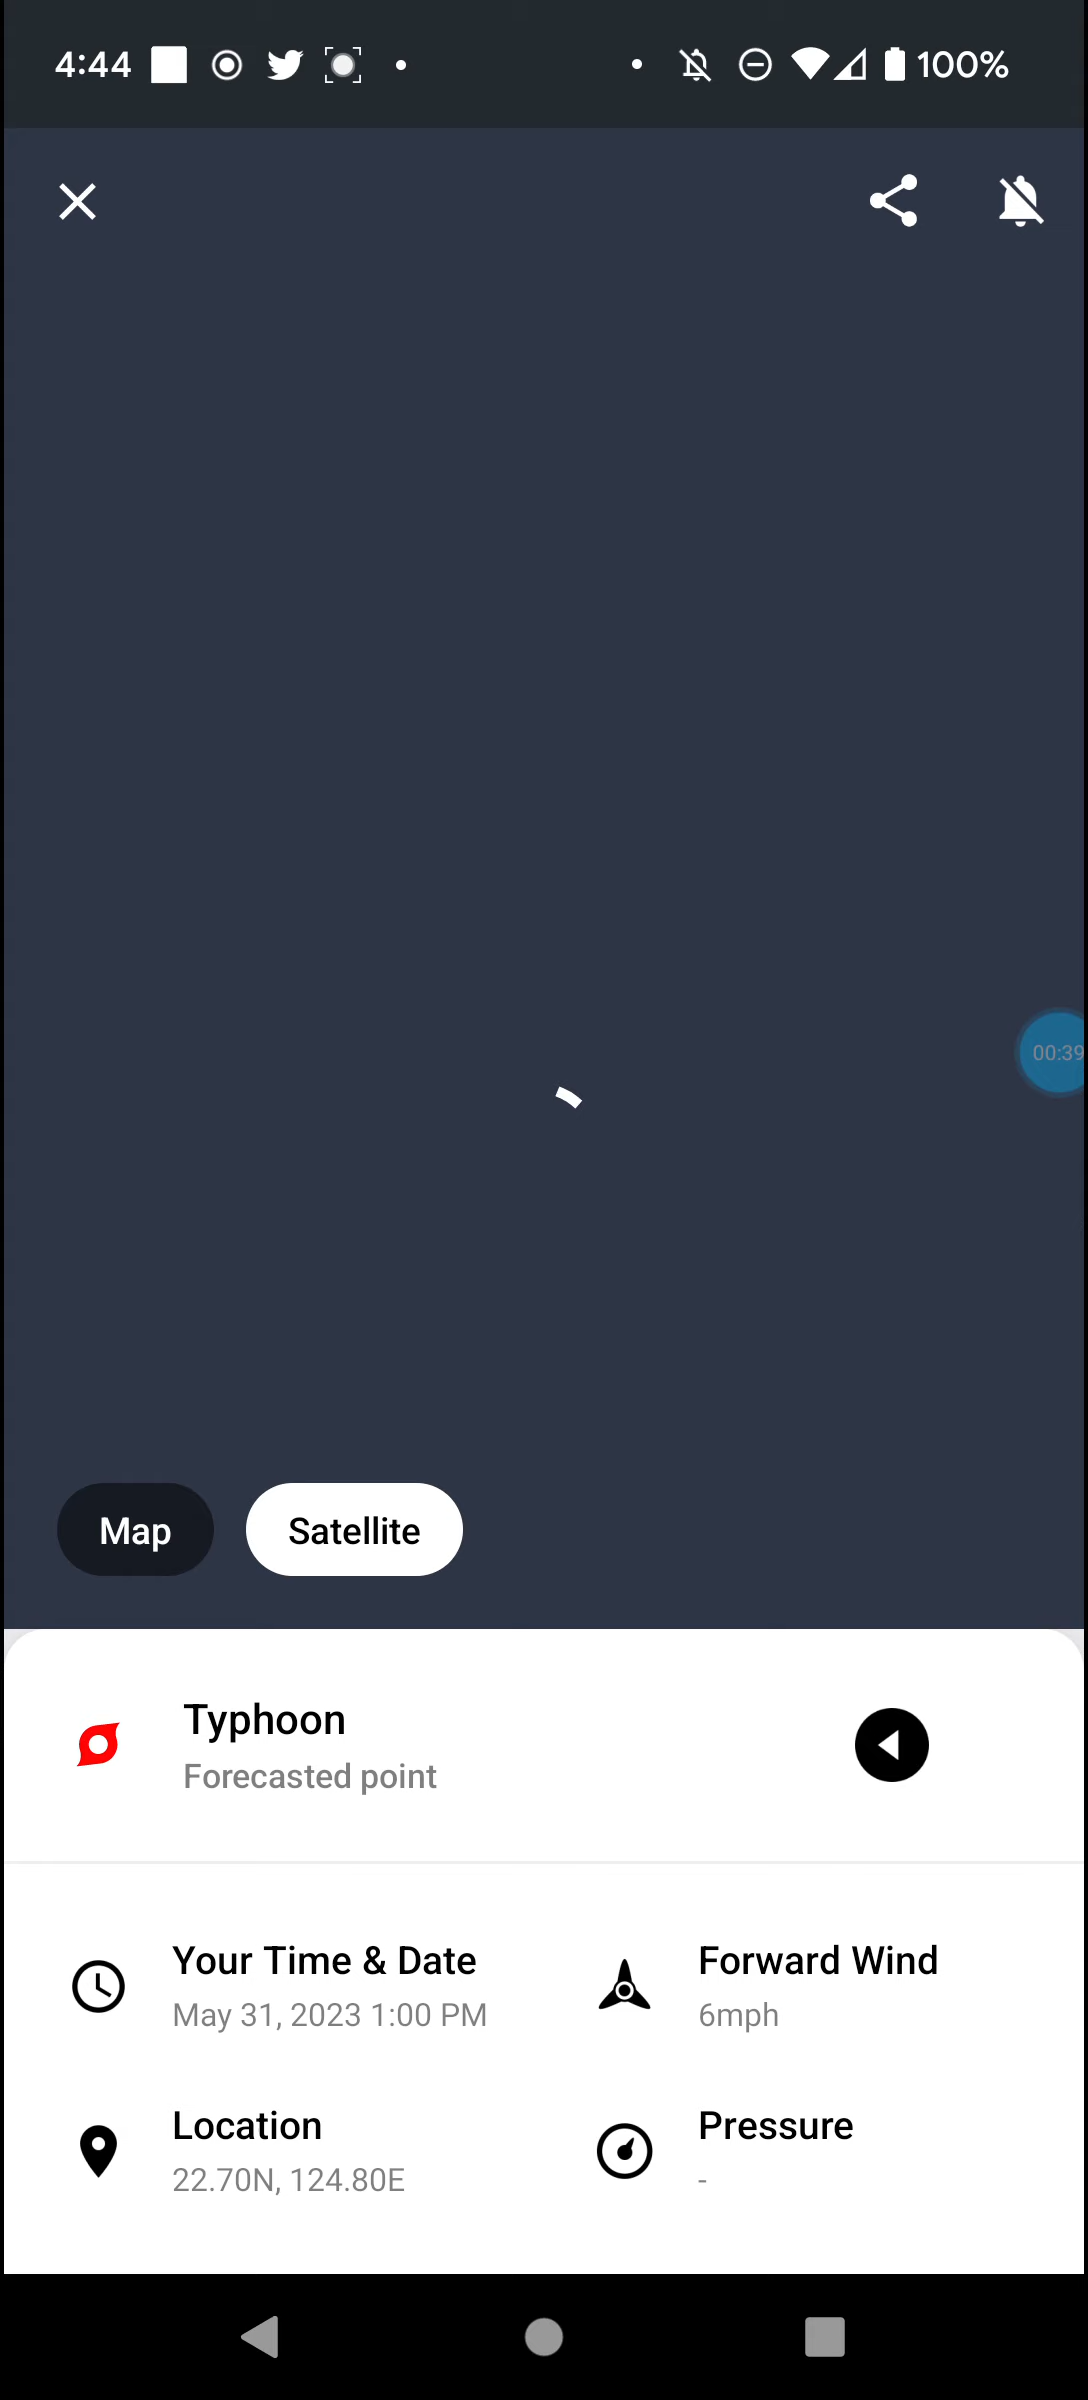 4:44
100%
00:39
Map
Satellite
Typhoon
Forecasted point
Your Time & Date
May 31, 2023 1:00 PM
Forward Wind
6mph
Location
22.70N, 124.80E
Pressure
-